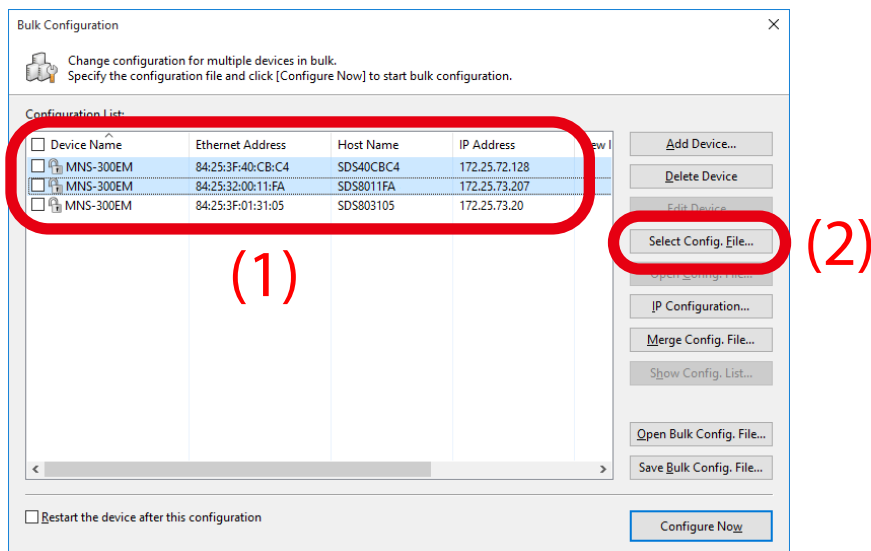 Bulk Configuration
Change configuration for multiple devices in bulk.
Specify the configuration file and click [Configure Now] to start bulk configuration.
Configuration List:
Device Name Ethernet Address Host Name IP Address
MNS-300EM 84:25:3F:40:CB:C4 SDS40CBC4 172.25.72.128
MNS-300EM 84:25:32:00:11:FA SDS8011FA 172.25.73.207
MNS-300EM 84:25:3F:01:31:05 SDS803105 172.25.73.20
(1)
Add Device...
Delete Device
Edit Device...
Select Config. File...
(2)
Open Config. File...
IP Configuration...
Merge Config. File...
Show Config. List...
Open Bulk Config. File...
Save Bulk Config. File...
Restart the device after this configuration
Configure Now